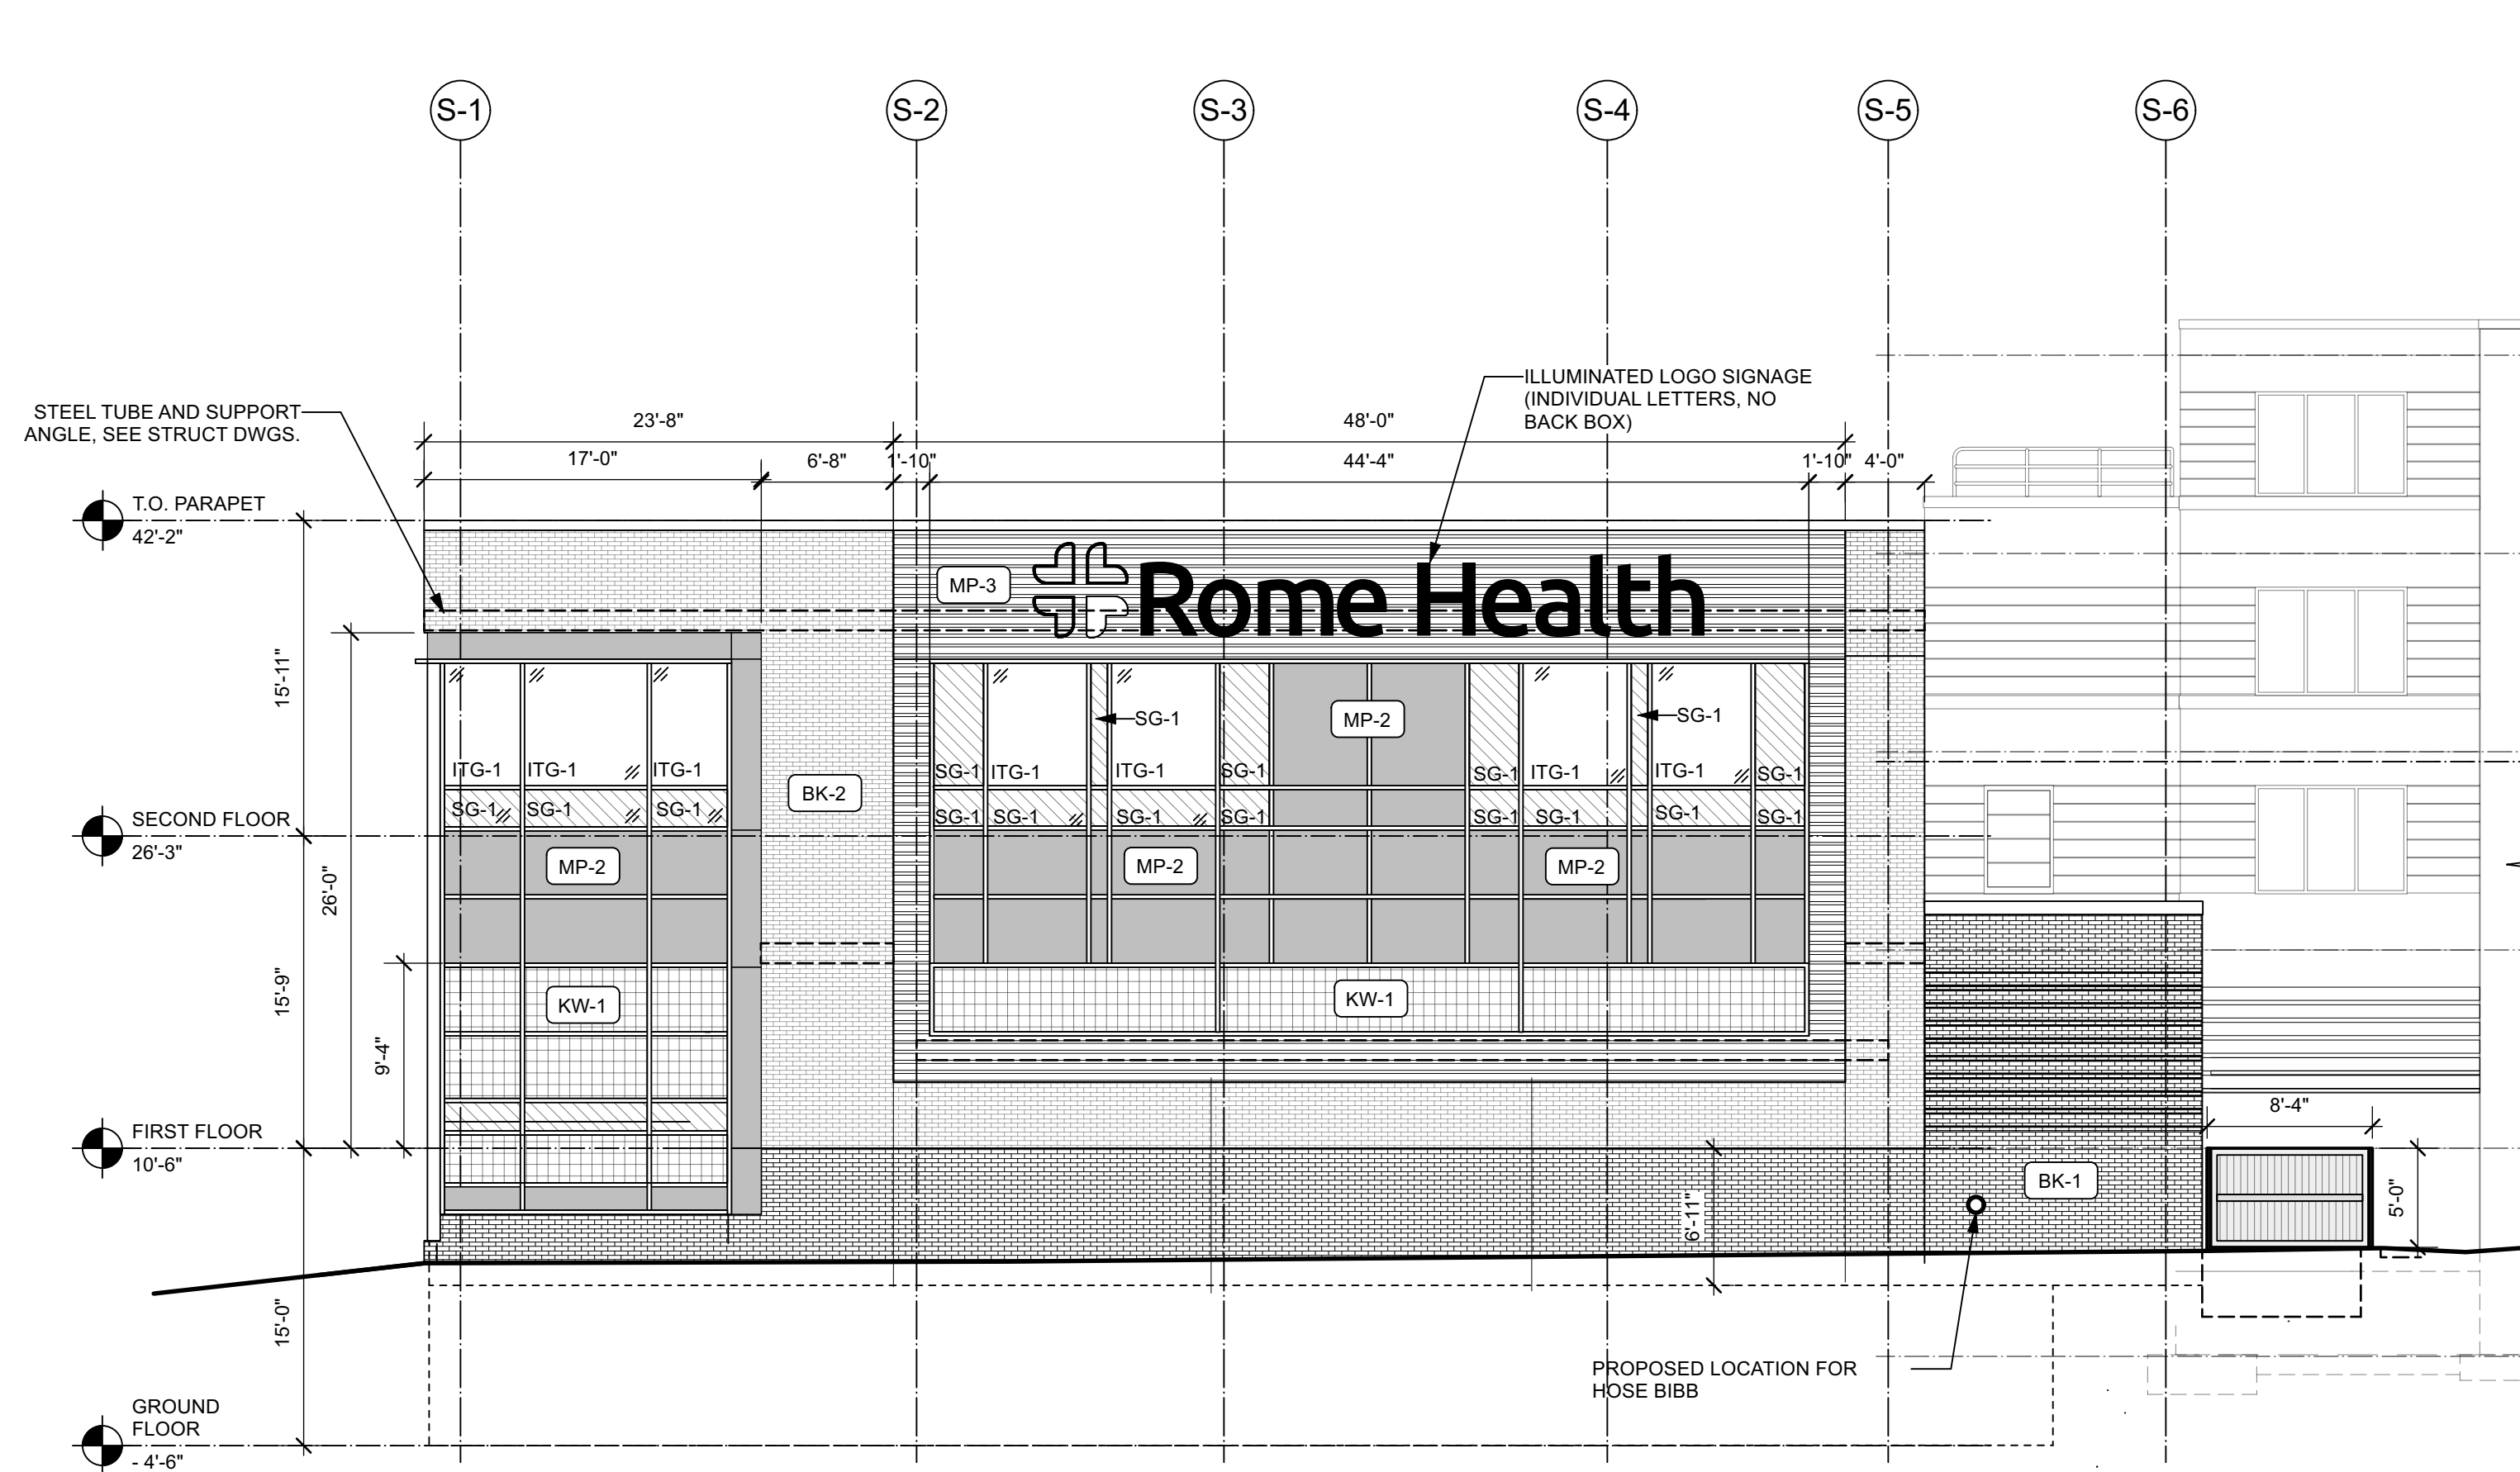 S-1
S-2
S-3
S-4
S-5
S-6
STEEL TUBE AND SUPPORT
ANGLE, SEE STRUCT DWGS.
ILLUMINATED LOGO SIGNAGE
(INDIVIDUAL LETTERS, NO
BACK BOX)
23'-8"
48'-0"
17'-0"
6'-8"
1'-10"
44'-4"
1'-10"
4'-0"
T.O. PARAPET
42'-2"
MP-3
Rome Health
15'-11"
MP-2
SG-1
SG-1
ITG-1
ITG-1
ITG-1
SG-1
ITG-1
ITG-1
SG-1
SG-1
ITG-1
ITG-1
SG-1
BK-2
SG-1
SG-1
SG-1
SG-1
SG-1
SG-1
SG-1
SG-1
SG-1
SG-1
SG-1
SECOND FLOOR
26'-3"
MP-2
MP-2
MP-2
26'-0"
15'-9"
KW-1
KW-1
9'-4"
8'-4"
FIRST FLOOR
10'-6"
BK-1
6'-11"
5'-0"
15'-0"
PROPOSED LOCATION FOR
HOSE BIBB
GROUND
FLOOR
- 4'-6"